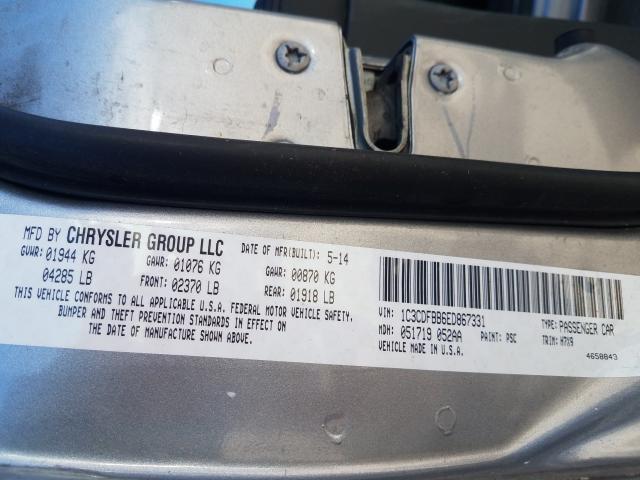 MFD BY CHRYSLER GROUP LLC DATE OF MFR(BUILT): 5-14
GVWR: 01944 KG GAWR: 01076 KG GAWR: 00870 KG
04285 LB FRONT: 02370 LB REAR: 01918 LB
THIS VEHICLE CONFORMS TO ALL APPLICABLE U.S.A. FEDERAL MOTOR VEHICLE SAFETY,
BUMPER AND THEFT PREVENTION STANDARDS IN EFFECT ON
THE DATE OF MANUFACTURE SHOWN ABOVE.
VIN: 1C3CDFBB6ED867331 TYPE: PASSENGER CAR
MDH: 051719 052AA PAINT: PSC TRIM: H7X9
VEHICLE MADE IN U.S.A. 4658843